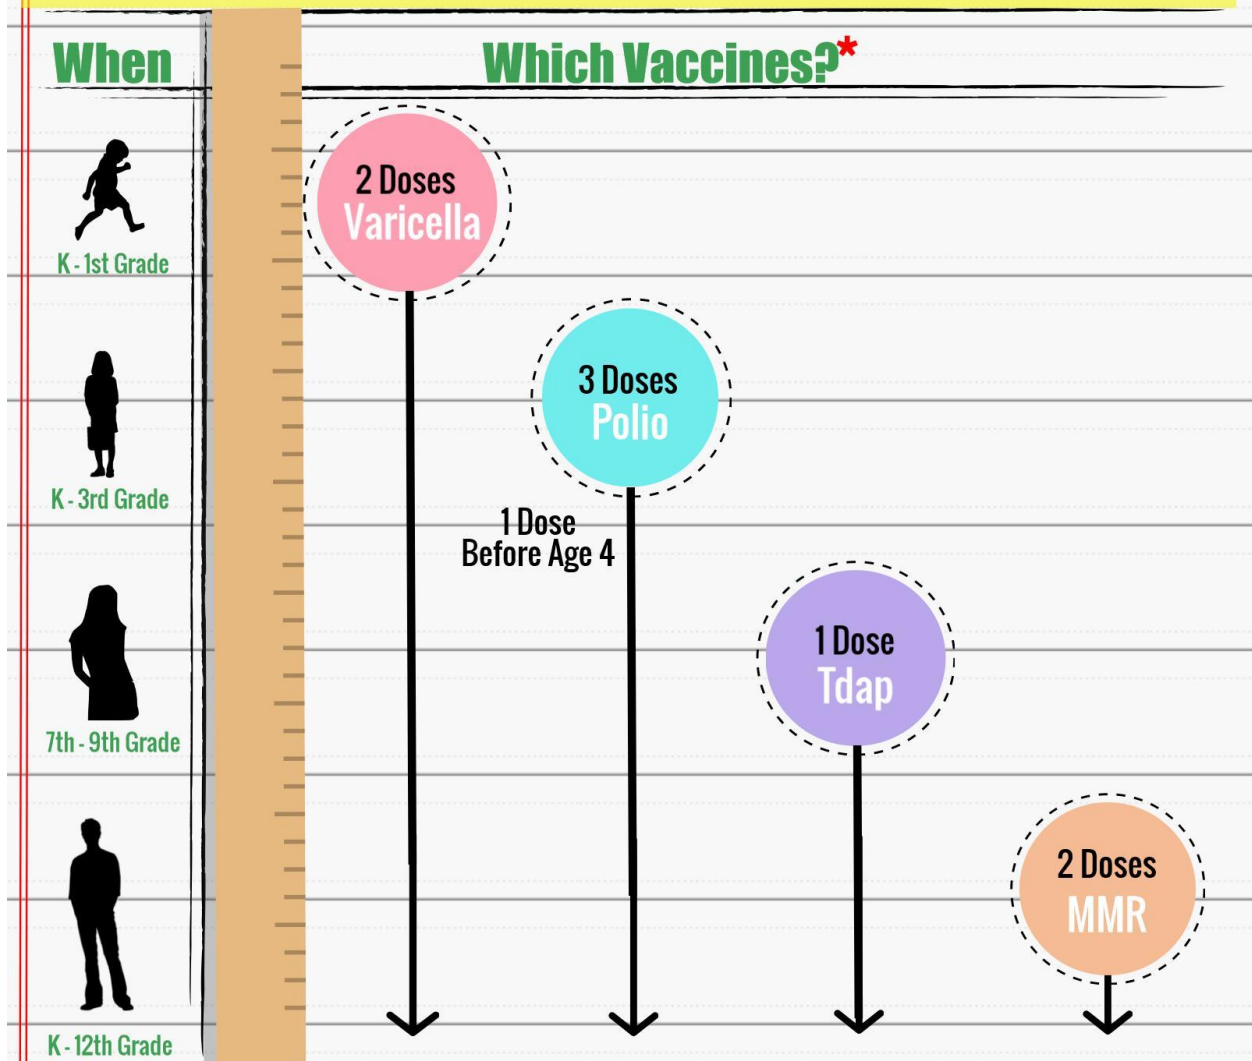 When
Which Vaccines?*
2 Doses
Varicella
K - 1st Grade
3 Doses
Polio
K - 3rd Grade
1 Dose
Before Age 4
1 Dose
Tdap
7th - 9th Grade
2 Doses
MMR
K - 12th Grade